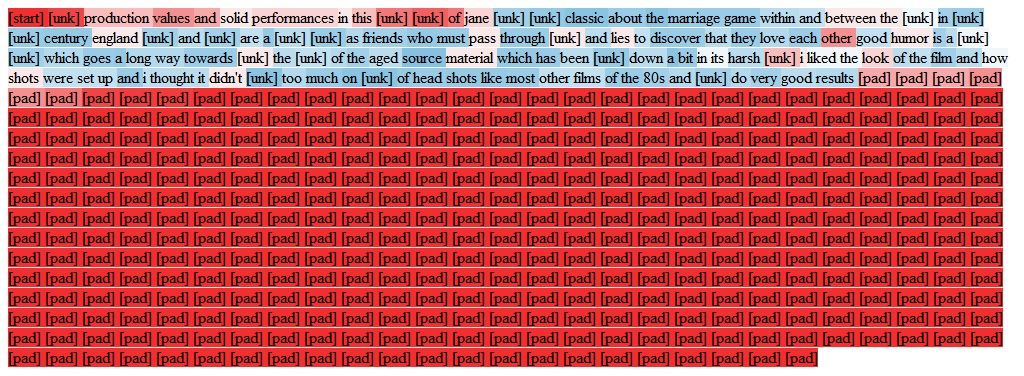 [start] [unk] production values and solid performances in this [unk] [unk] of jane [unk] [unk] classic about the marriage game within and between the [unk] in [unk]
[unk] century england [unk] and [unk] are a [unk] [unk] as friends who must pass through [unk] and lies to discover that they love each other good humor is a [unk]
[unk] which goes a long way towards [unk] the [unk] of the aged source material which has been [unk] down a bit in its harsh [unk] i liked the look of the film and how
shots were set up and i thought it didn't [unk] too much on [unk] of head shots like most other films of the 80s and [unk] do very good results [pad] [pad] [pad] [pad]
[pad] [pad] [pad] [pad] [pad] [pad] [pad] [pad] [pad] [pad] [pad] [pad] [pad] [pad] [pad] [pad] [pad] [pad] [pad] [pad] [pad] [pad] [pad] [pad] [pad] [pad] [pad]
[pad] [pad] [pad] [pad] [pad] [pad] [pad] [pad] [pad] [pad] [pad] [pad] [pad] [pad] [pad] [pad] [pad] [pad] [pad] [pad] [pad] [pad] [pad] [pad] [pad] [pad] [pad]
[pad] [pad] [pad] [pad] [pad] [pad] [pad] [pad] [pad] [pad] [pad] [pad] [pad] [pad] [pad] [pad] [pad] [pad] [pad] [pad] [pad] [pad] [pad] [pad] [pad] [pad] [pad]
[pad] [pad] [pad] [pad] [pad] [pad] [pad] [pad] [pad] [pad] [pad] [pad] [pad] [pad] [pad] [pad] [pad] [pad] [pad] [pad] [pad] [pad] [pad] [pad] [pad] [pad] [pad]
[pad] [pad] [pad] [pad] [pad] [pad] [pad] [pad] [pad] [pad] [pad] [pad] [pad] [pad] [pad] [pad] [pad] [pad] [pad] [pad] [pad] [pad] [pad] [pad] [pad] [pad] [pad]
[pad] [pad] [pad] [pad] [pad] [pad] [pad] [pad] [pad] [pad] [pad] [pad] [pad] [pad] [pad] [pad] [pad] [pad] [pad] [pad] [pad] [pad] [pad] [pad] [pad] [pad] [pad]
[pad] [pad] [pad] [pad] [pad] [pad] [pad] [pad] [pad] [pad] [pad] [pad] [pad] [pad] [pad] [pad] [pad] [pad] [pad] [pad] [pad] [pad] [pad] [pad] [pad] [pad] [pad]
[pad] [pad] [pad] [pad] [pad] [pad] [pad] [pad] [pad] [pad] [pad] [pad] [pad] [pad] [pad] [pad] [pad] [pad] [pad] [pad] [pad] [pad] [pad] [pad] [pad] [pad] [pad]
[pad] [pad] [pad] [pad] [pad] [pad] [pad] [pad] [pad] [pad] [pad] [pad] [pad] [pad] [pad] [pad] [pad] [pad] [pad] [pad] [pad] [pad] [pad] [pad] [pad] [pad] [pad]
[pad] [pad] [pad] [pad] [pad] [pad] [pad] [pad] [pad] [pad] [pad] [pad] [pad] [pad] [pad] [pad] [pad] [pad] [pad] [pad] [pad] [pad] [pad] [pad] [pad] [pad] [pad]
[pad] [pad] [pad] [pad] [pad] [pad] [pad] [pad] [pad] [pad] [pad] [pad] [pad] [pad] [pad] [pad] [pad] [pad] [pad] [pad] [pad] [pad] [pad] [pad] [pad] [pad] [pad]
[pad] [pad] [pad] [pad] [pad] [pad] [pad] [pad] [pad] [pad] [pad] [pad] [pad] [pad] [pad] [pad] [pad] [pad] [pad] [pad] [pad] [pad] [pad] [pad] [pad] [pad] [pad]
[pad] [pad] [pad] [pad] [pad] [pad] [pad] [pad] [pad] [pad] [pad] [pad] [pad] [pad] [pad] [pad] [pad] [pad] [pad] [pad] [pad] [pad] [pad] [pad] [pad] [pad] [pad]
[pad] [pad] [pad] [pad] [pad] [pad] [pad] [pad] [pad] [pad] [pad] [pad] [pad] [pad] [pad] [pad] [pad] [pad] [pad] [pad] [pad] [pad]